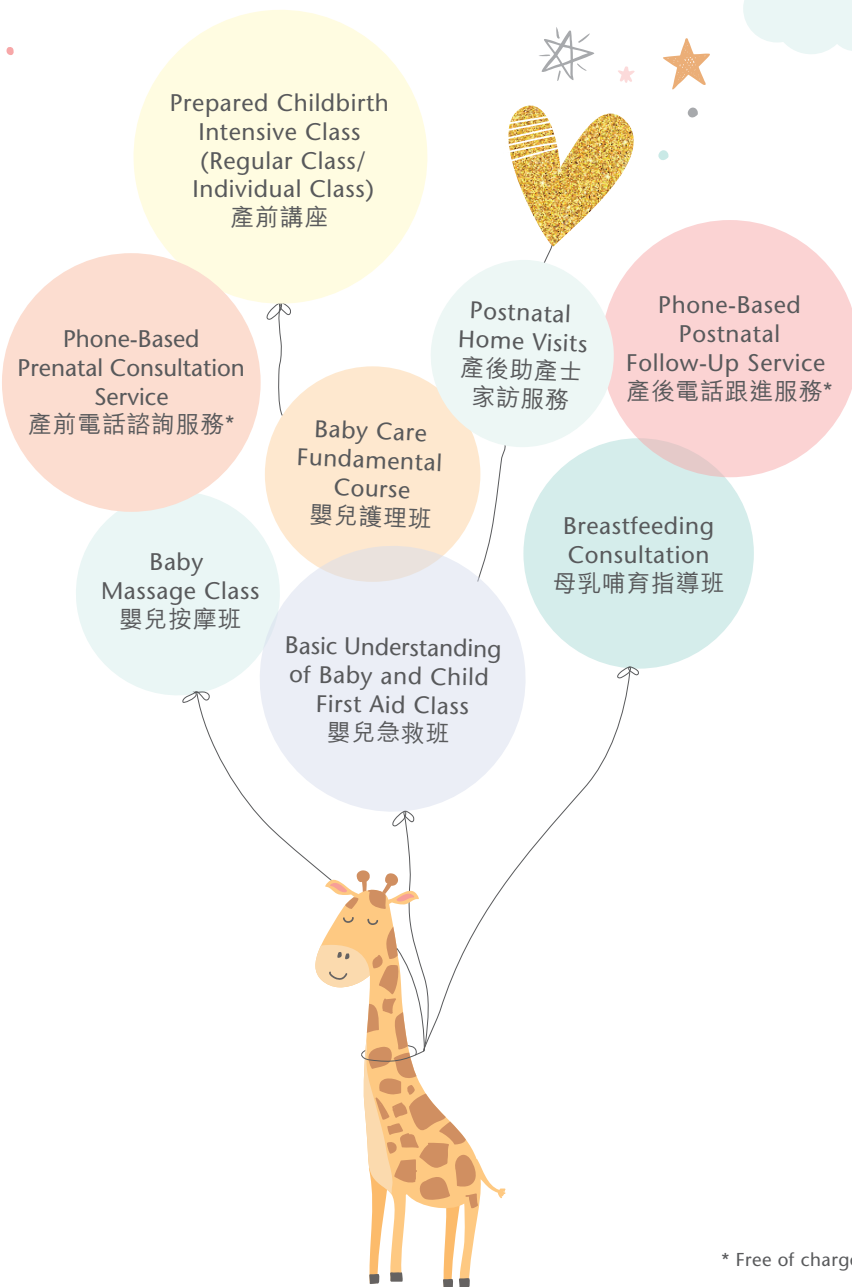 Prepared Childbirth
Intensive Class
(Regular Class/
Individual Class)
產前講座
Phone-Based
Prenatal Consultation
Service
產前電話諮詢服務*
Postnatal
Home Visits
產後助產士
家訪服務
Phone-Based
Postnatal
Follow-Up Service
產後電話跟進服務*
Baby Care
Fundamental
Course
嬰兒護理班
Baby
Massage Class
嬰兒按摩班
Breastfeeding
Consultation
母乳哺育指導班
Basic Understanding
of Baby and Child
First Aid Class
嬰兒急救班
* Free of charge